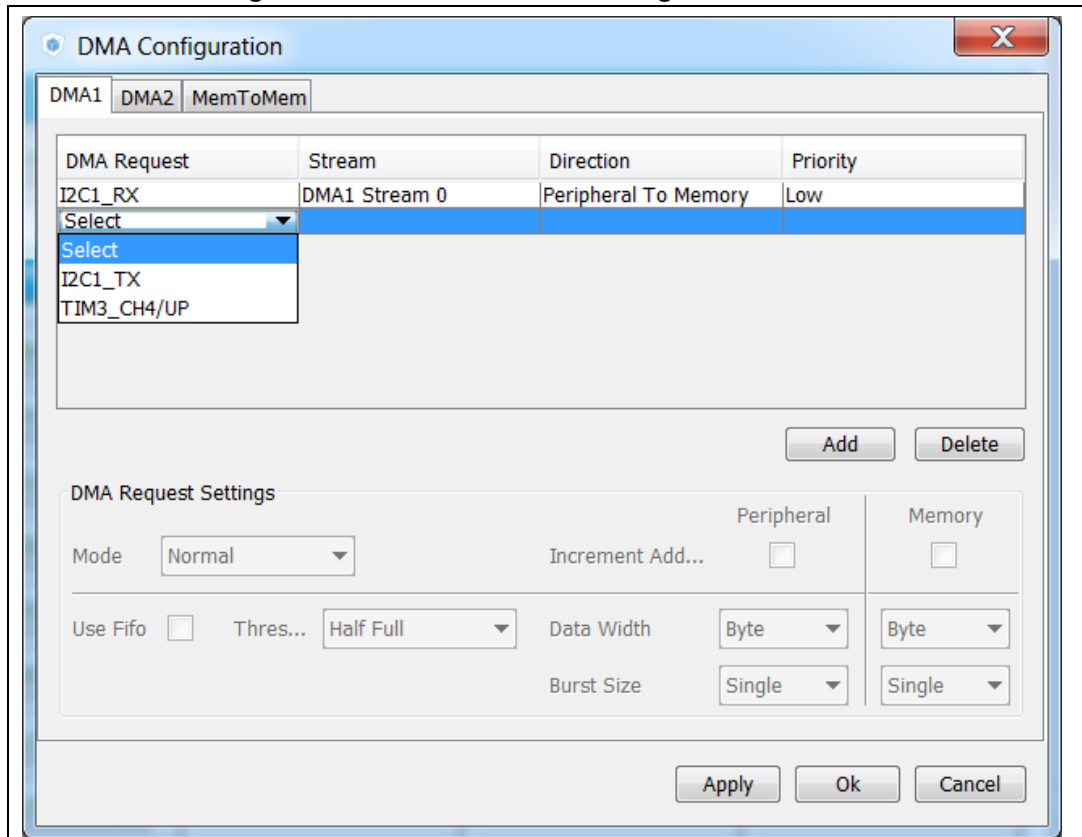 DMA Configuration
DMA1 DMA2 MemToMem
DMA Request Stream Direction Priority
I2C1_RX DMA1 Stream 0 Peripheral To Memory Low
Select
Select
I2C1_TX
TIM3_CH4/UP
Add Delete
DMA Request Settings
Peripheral Memory
Mode Normal Increment Add...
Use Fifo Thres... Half Full Data Width Byte Byte
Burst Size Single Single
Apply Ok Cancel